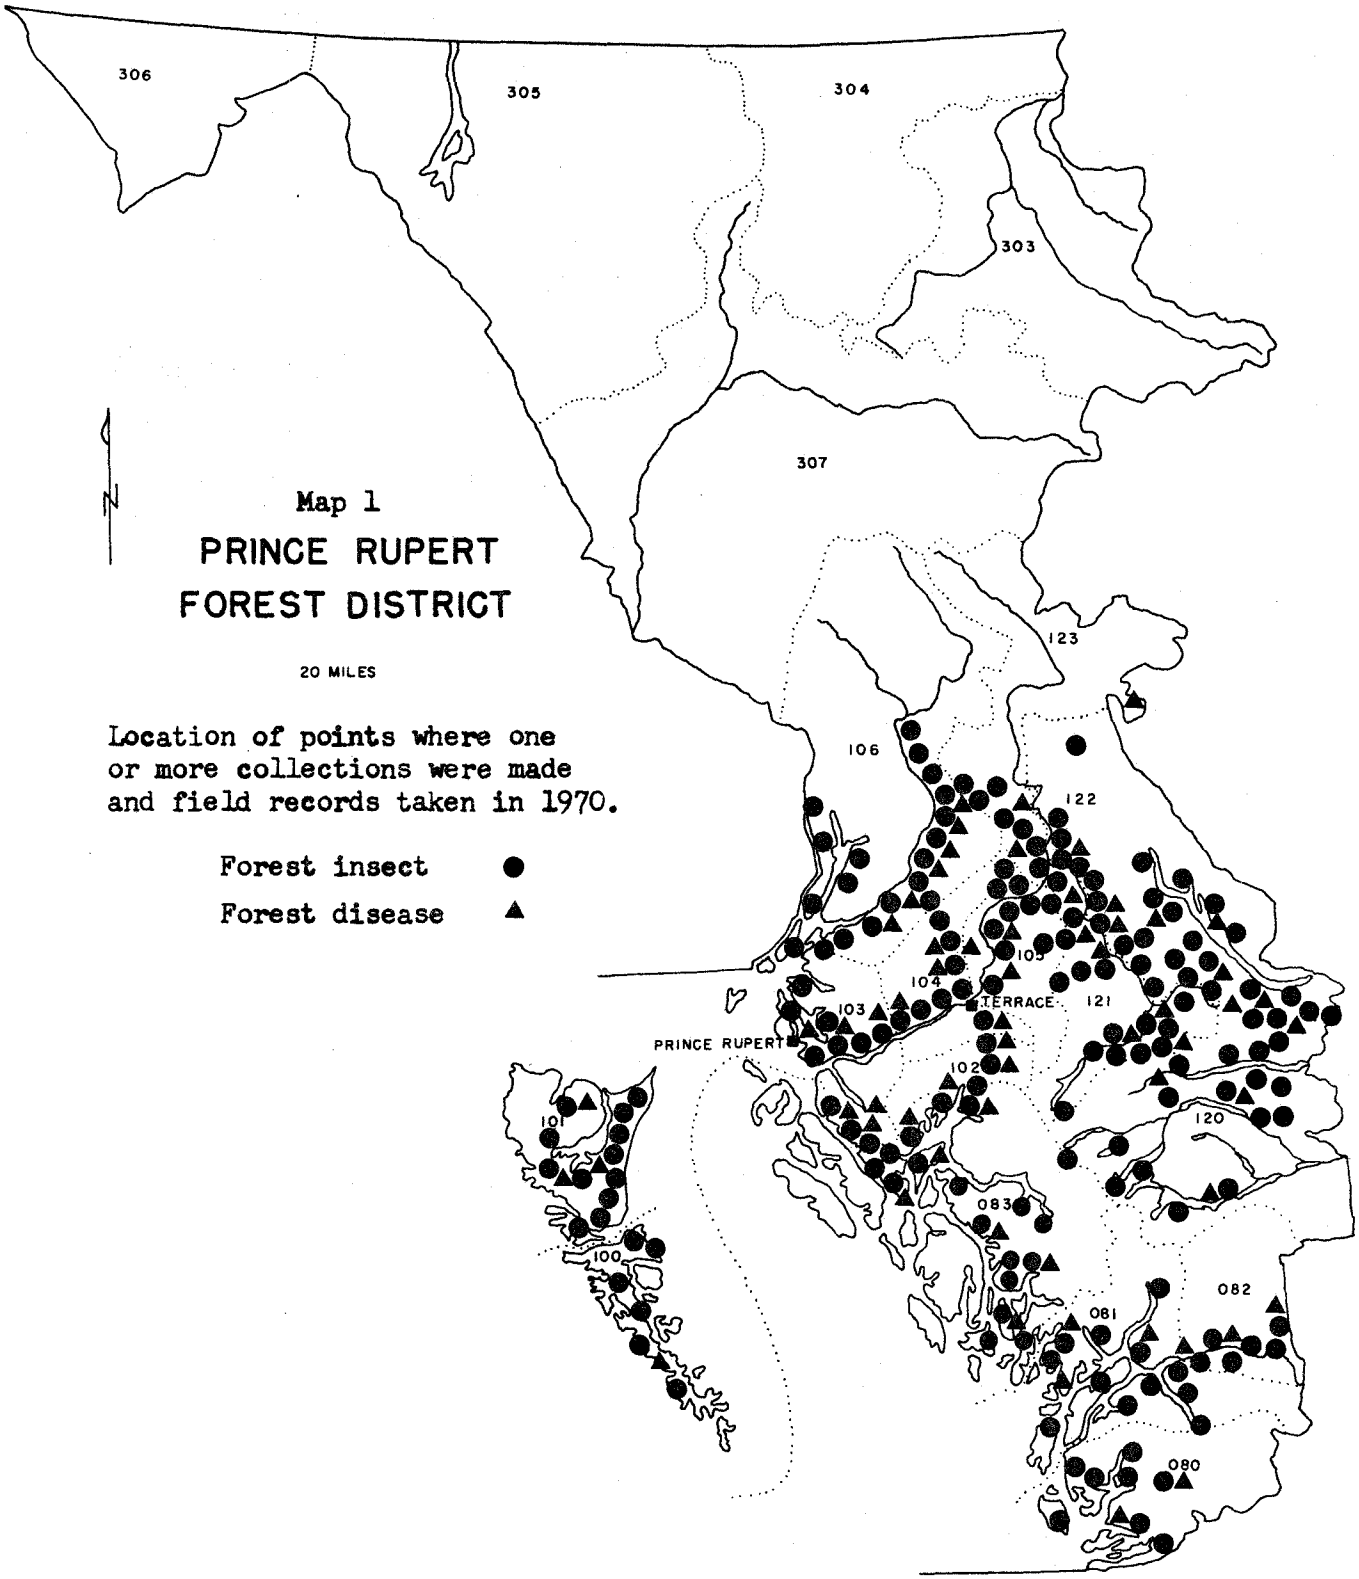 306
305
304
303
307
N
Map 1
PRINCE RUPERT
FOREST DISTRICT
20 MILES
Location of points where one
or more collections were made
and field records taken in 1970.
Forest insect
Forest disease
123
106
122
105
104
103
TERRACE
121
PRINCE RUPERT
102
101
120
083
100
082
081
080